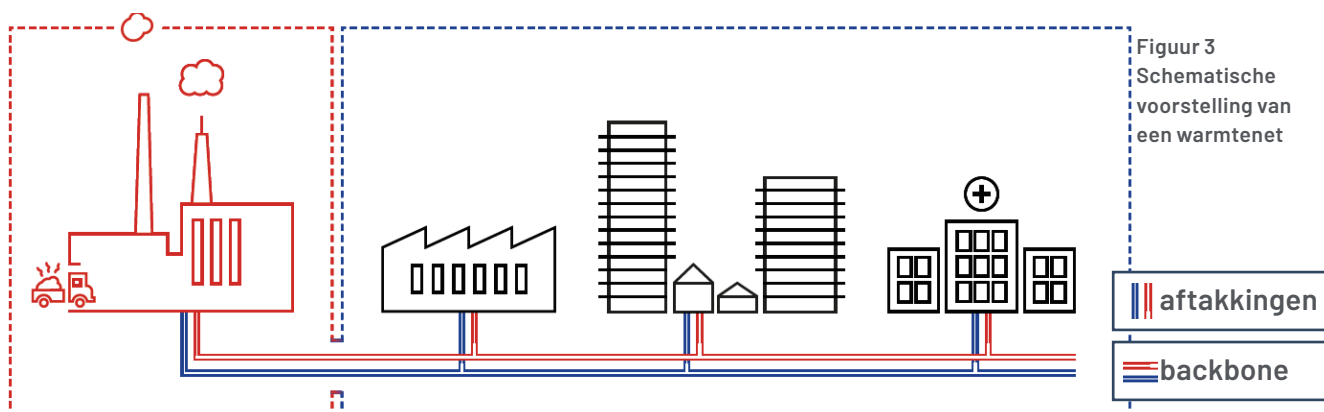 Figuur 3
Schematische
voorstelling van
een warmtenet
aftakkingen
backbone